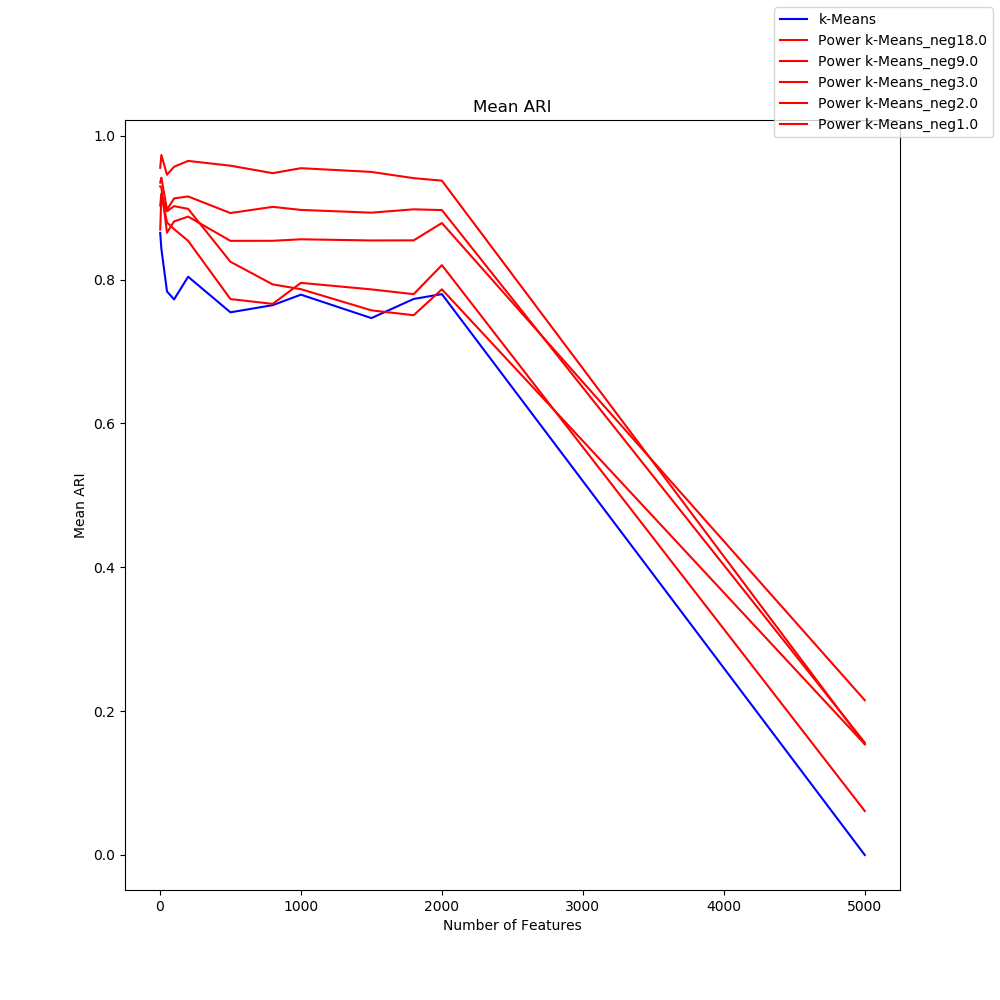 k-Means
Power k-Means_neg18.0
Power k-Means_neg9.0
Power k-Means_neg3.0
Power k-Means_neg2.0
Power k-Means_neg1.0
Mean ARI
1.0
0.8
0.6
0.4
0.2
0.0
Mean ARI
0 1000 2000 3000 4000 5000
Number of Features